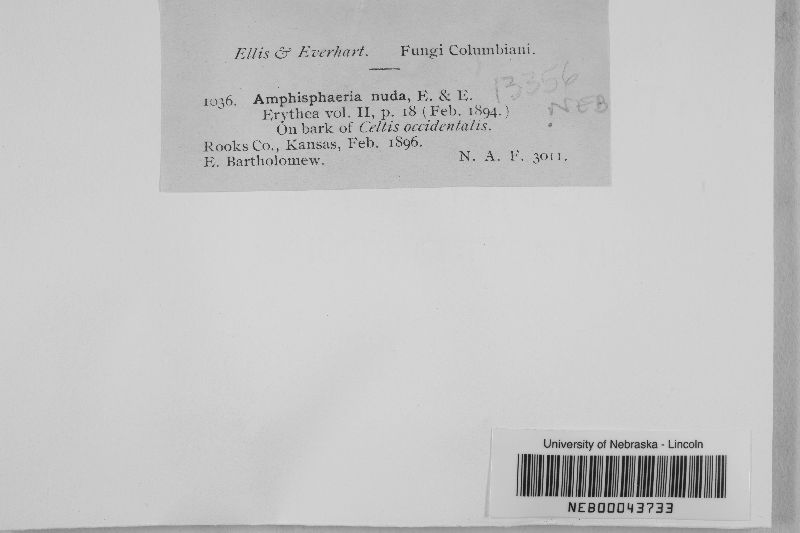 Ellis & Everhart. Fungi Columbiani.
13356
1036. Amphisphaeria nuda, E. & E.
NEB
Erythea vol. II, p. 18 (Feb. 1894.)
On bark of Celtis occidentalis.
Rooks Co., Kansas, Feb. 1896.
E. Bartholomew. N. A. F. 3011.
University of Nebraska - Lincoln
NEB00043733